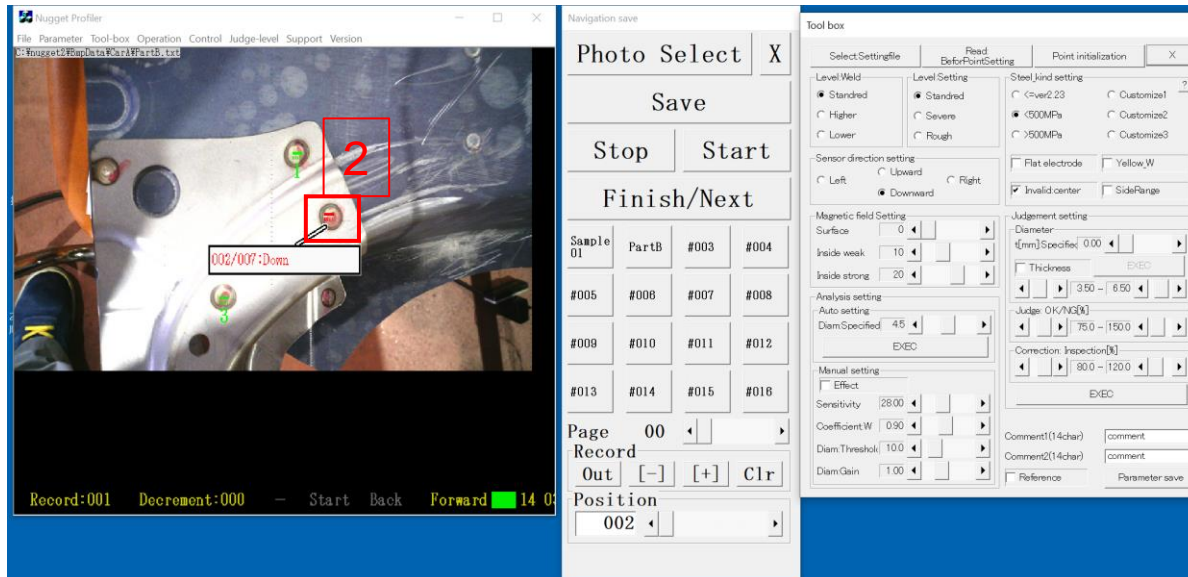 Nugget Profiler
File Parameter Tool-box Operation Control Judge-level Support Version
C:¥nugget2¥BmpData¥CarA¥PartB.txt
2
1
002/007:Down
3
Record:001 Decrement:000 — Start Back Forward 14 03
Navigation save
Photo Select X
Save
Stop Start
Finish/Next
Sample 01 PartB #003 #004
#005 #006 #007 #008
#009 #010 #011 #012
#013 #014 #015 #016
Page 00
Record
Out [-] [+] Clr
Position
002
Tool box
Select:Settingfile Read BeforPointSetting Point initialization X
Level:Weld Level:Setting Steel_kind setting ?
Standred Standred <=ver2.23 Customize1
Higher Severe <500MPa Customize2
Lower Rough >500MPa Customize3
Sensor direction setting
Upward
Left Right
Downward
Flat electrode Yellow_W
Invalid:center SideRange
Magnetic field Setting
Surface 0
Inside weak 10
Inside strong 20
Judgement setting
Diameter
t[mm]Specified 0.00
Thickness EXEC
3.50 - 6.50
Analysis setting
Auto setting
Diam:Specified 4.5
EXEC
Judge: OK/NG[%]
75.0 - 150.0
Correction: Inspection[%]
80.0 - 120.0
EXEC
Manual setting
Effect
Sensitivity 28.00
Coefficient:W 0.90
Diam:Threshold 10.0
Diam:Gain 1.00
Comment1(14char) comment
Comment2(14char) comment
Reference Parameter save